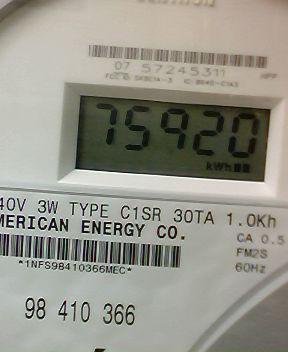 07 57245311
75920
kWh
40V 3W TYPE C1SR 30TA 1.0Kh
MERICAN ENERGY CO.
CA 0.5
FM2S
60Hz
*1NFS98410366MEC*
98 410 366